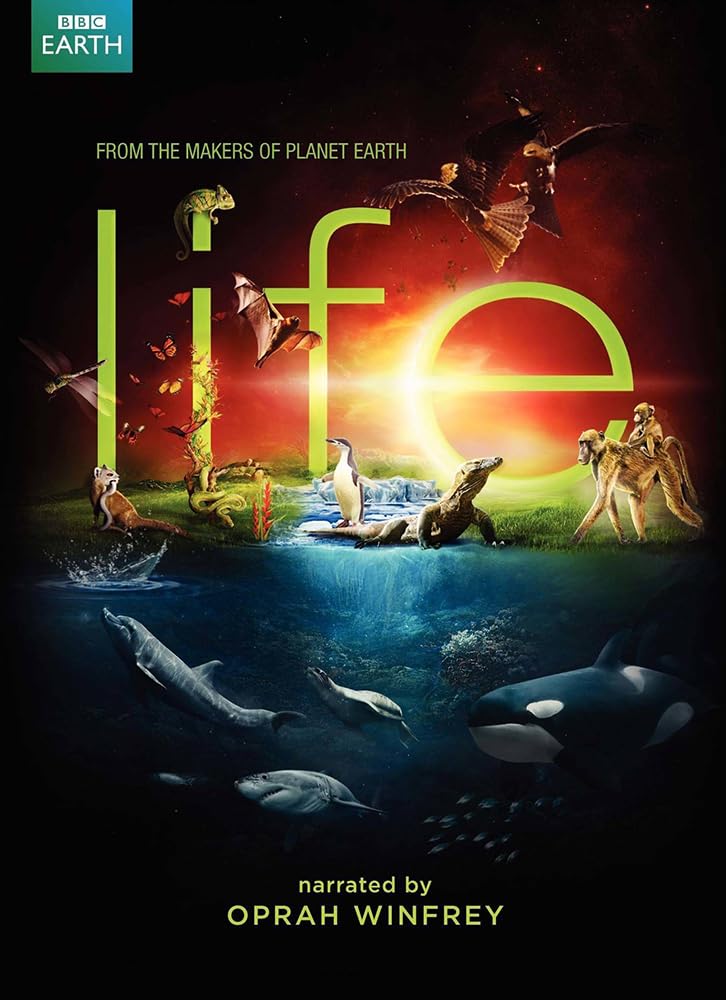 BBC
EARTH
FROM THE MAKERS OF PLANET EARTH
life
narrated by
OPRAH WINFREY